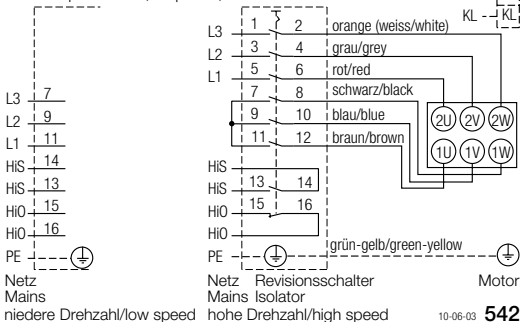 KL KL
1 2 orange (weiss/white)
L3
3 4 grau/grey
L2
5 6 rot/red
L1
7 8 schwarz/black
9 10 blau/blue
11 12 braun/brown
2U 2V 2W
1U 1V 1W
L3 7
L2 9
L1 11
HiS 14
HiS 13
Hi0 15
Hi0 16
PE
HiS
HiS 13 14
Hi0 15 16
Hi0
PE grün-gelb/green-yellow
Netz Netz Revisionsschalter Motor
Mains Mains Isolator
niedere Drehzahl/low speed hohe Drehzahl/high speed 10-06-03 542